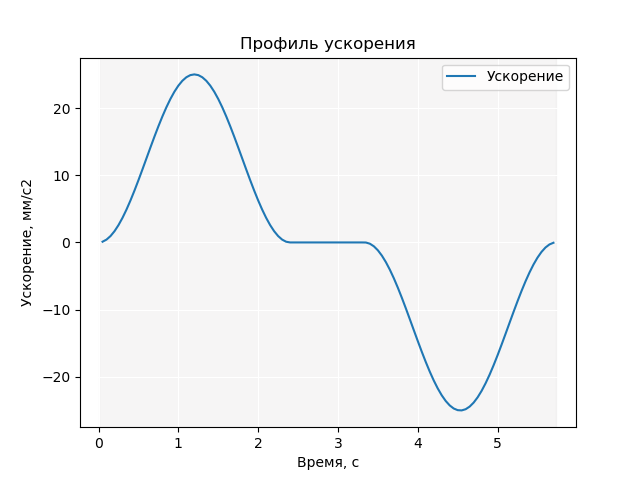 Профиль ускорения
Ускорение
Ускорение, мм/с2
20
10
0
−10
−20
0 1 2 3 4 5
Время, с